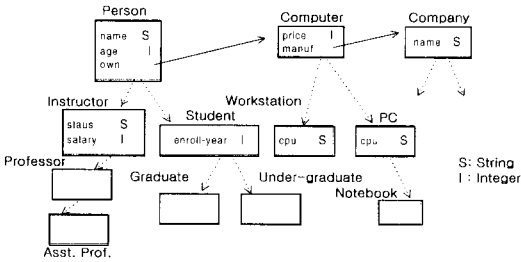 Person
Computer
Company
name S
age I
own
price I
manuf
name S
Instructor
Student
Workstation
PC
staus S
salary I
enroll-year I
cpu S
cpu S
Professor
Graduate
Under-graduate
Notebook
S: String
I : Integer
Asst. Prof.